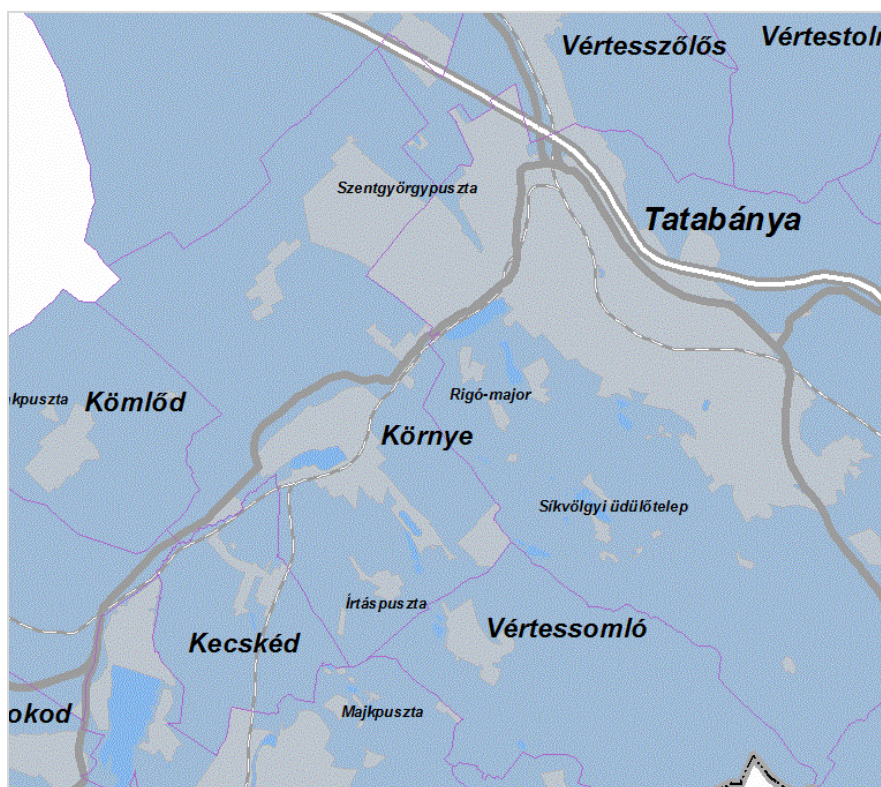 Vértesszőlős
Szentgyörgypuszta
Tatabánya
Kömlőd
Rigó-major
Környe
Síkvölgyi üdülőtelep
Írtáspuszta
Kecskéd
Vértessomló
Majkpuszta